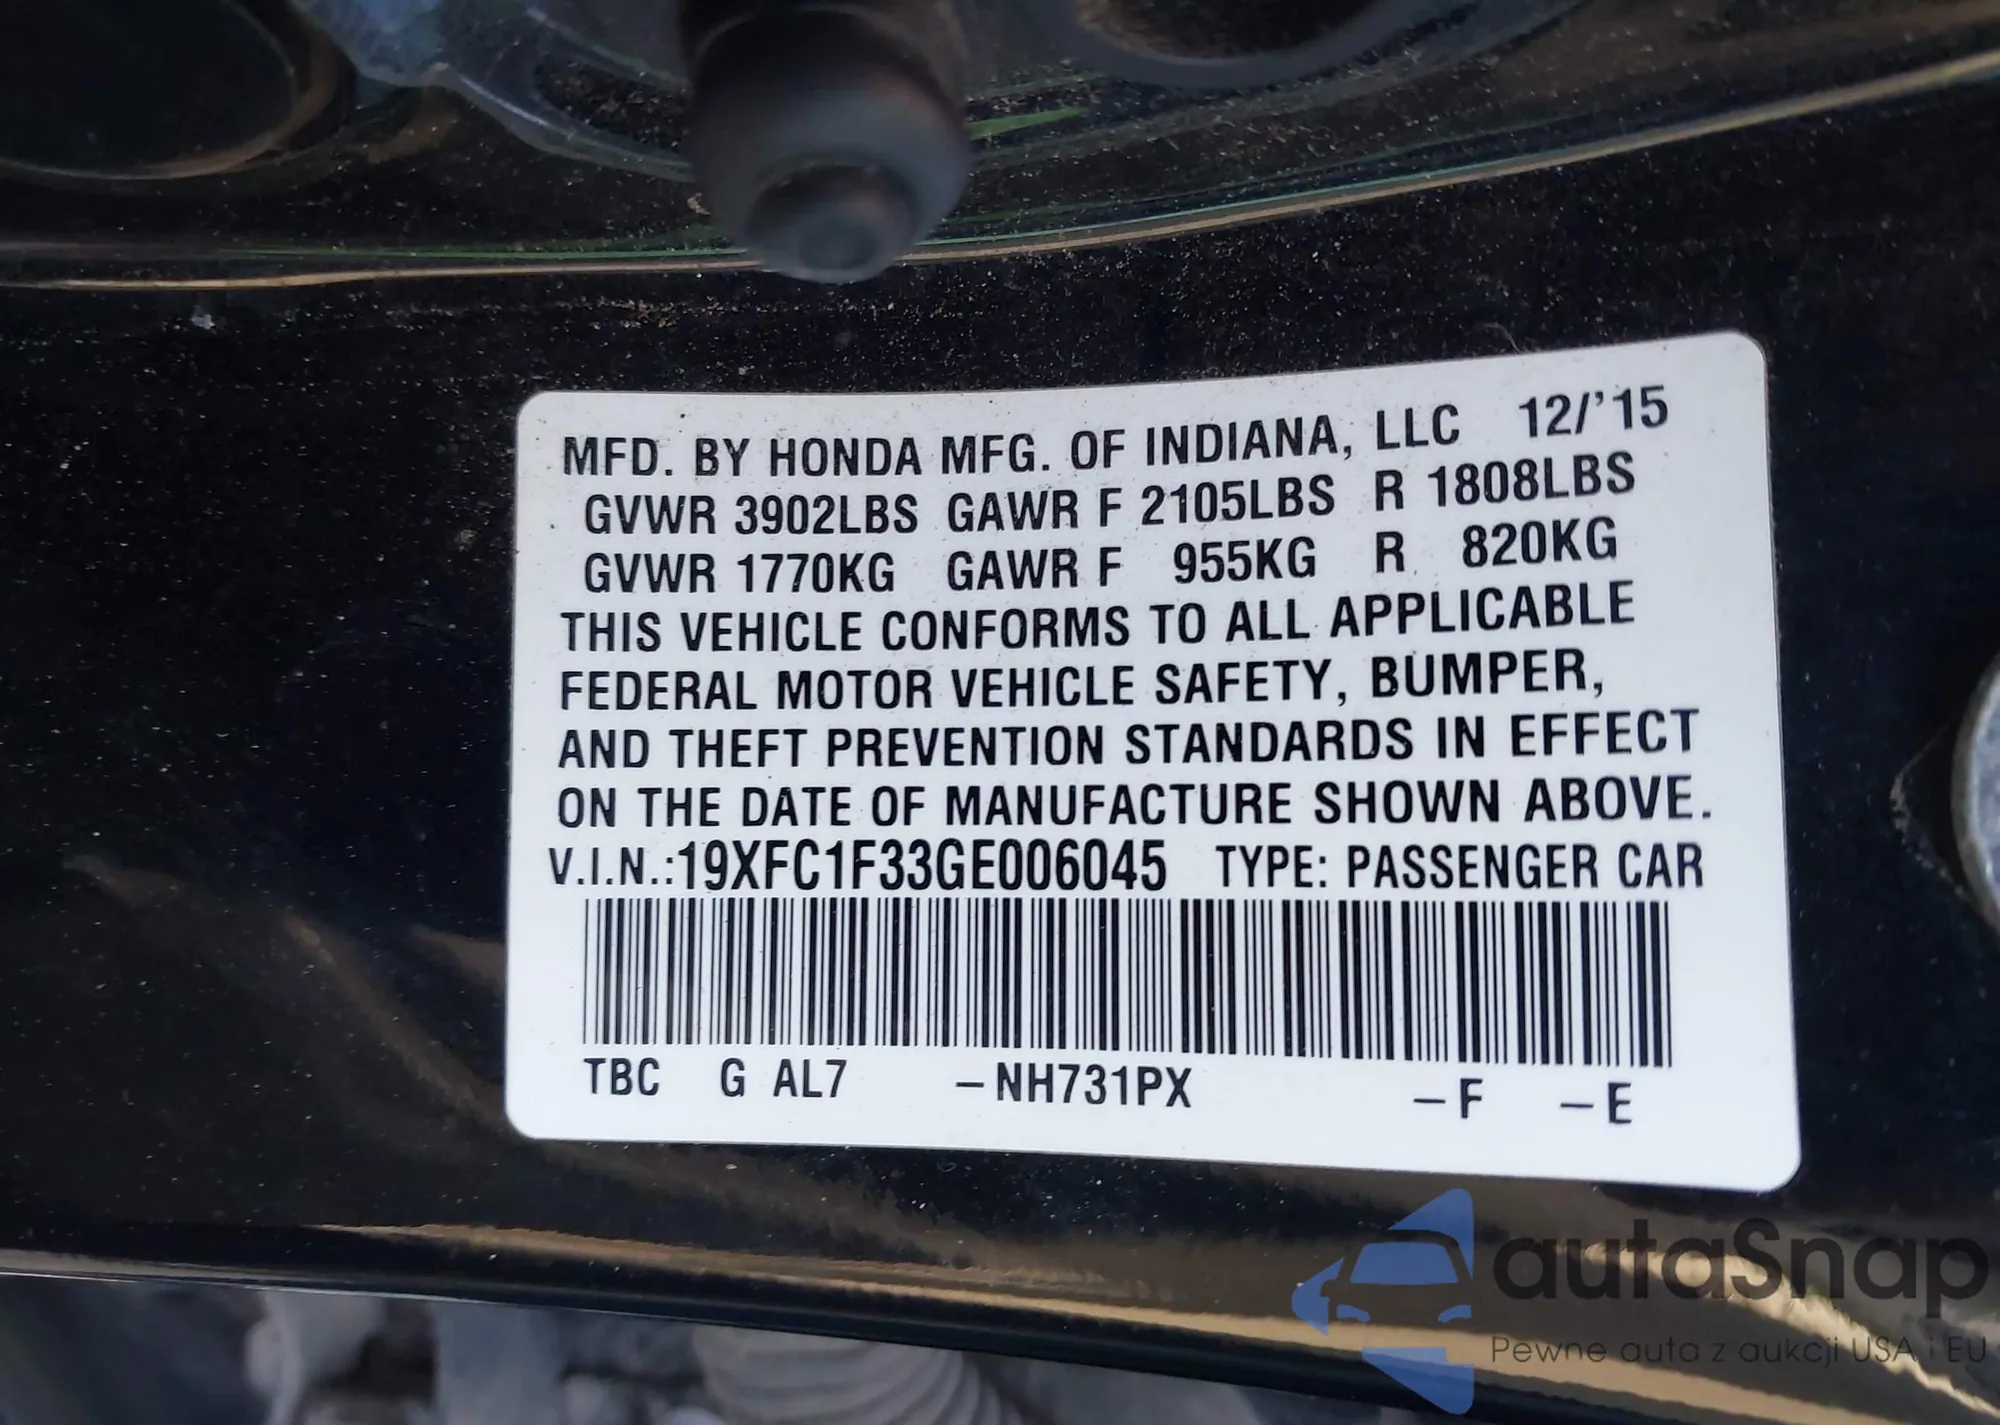 MFD. BY HONDA MFG. OF INDIANA, LLC 12/'15
GVWR 3902LBS GAWR F 2105LBS R 1808LBS
GVWR 1770KG GAWR F 955KG R 820KG
THIS VEHICLE CONFORMS TO ALL APPLICABLE
FEDERAL MOTOR VEHICLE SAFETY, BUMPER,
AND THEFT PREVENTION STANDARDS IN EFFECT
ON THE DATE OF MANUFACTURE SHOWN ABOVE.
V.I.N.:19XFC1F33GE006045 TYPE: PASSENGER CAR
TBC G AL7 –NH731PX –F –E
autaSnap
Pewne auta z aukcji USA i EU